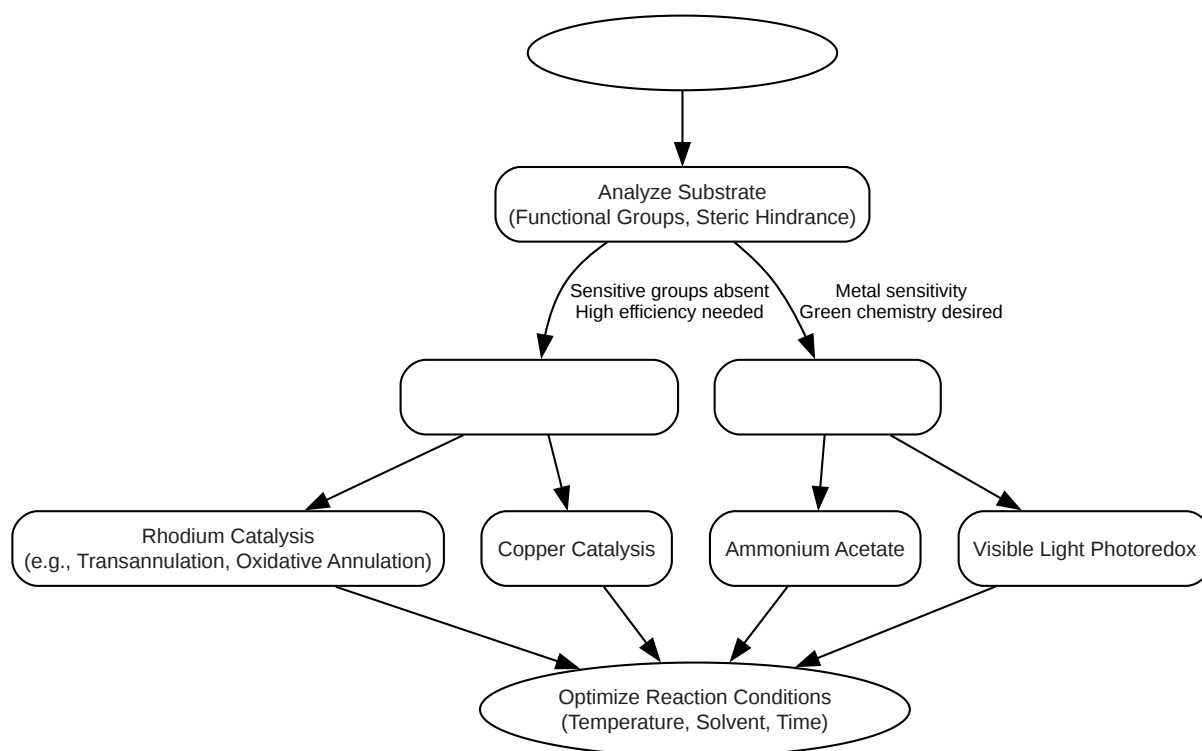 Analyze Substrate
(Functional Groups, Steric Hindrance)
Sensitive groups absent
High efficiency needed
Metal sensitivity
Green chemistry desired
Rhodium Catalysis
(e.g., Transannulation, Oxidative Annulation)
Copper Catalysis
Ammonium Acetate
Visible Light Photoredox
Optimize Reaction Conditions
(Temperature, Solvent, Time)